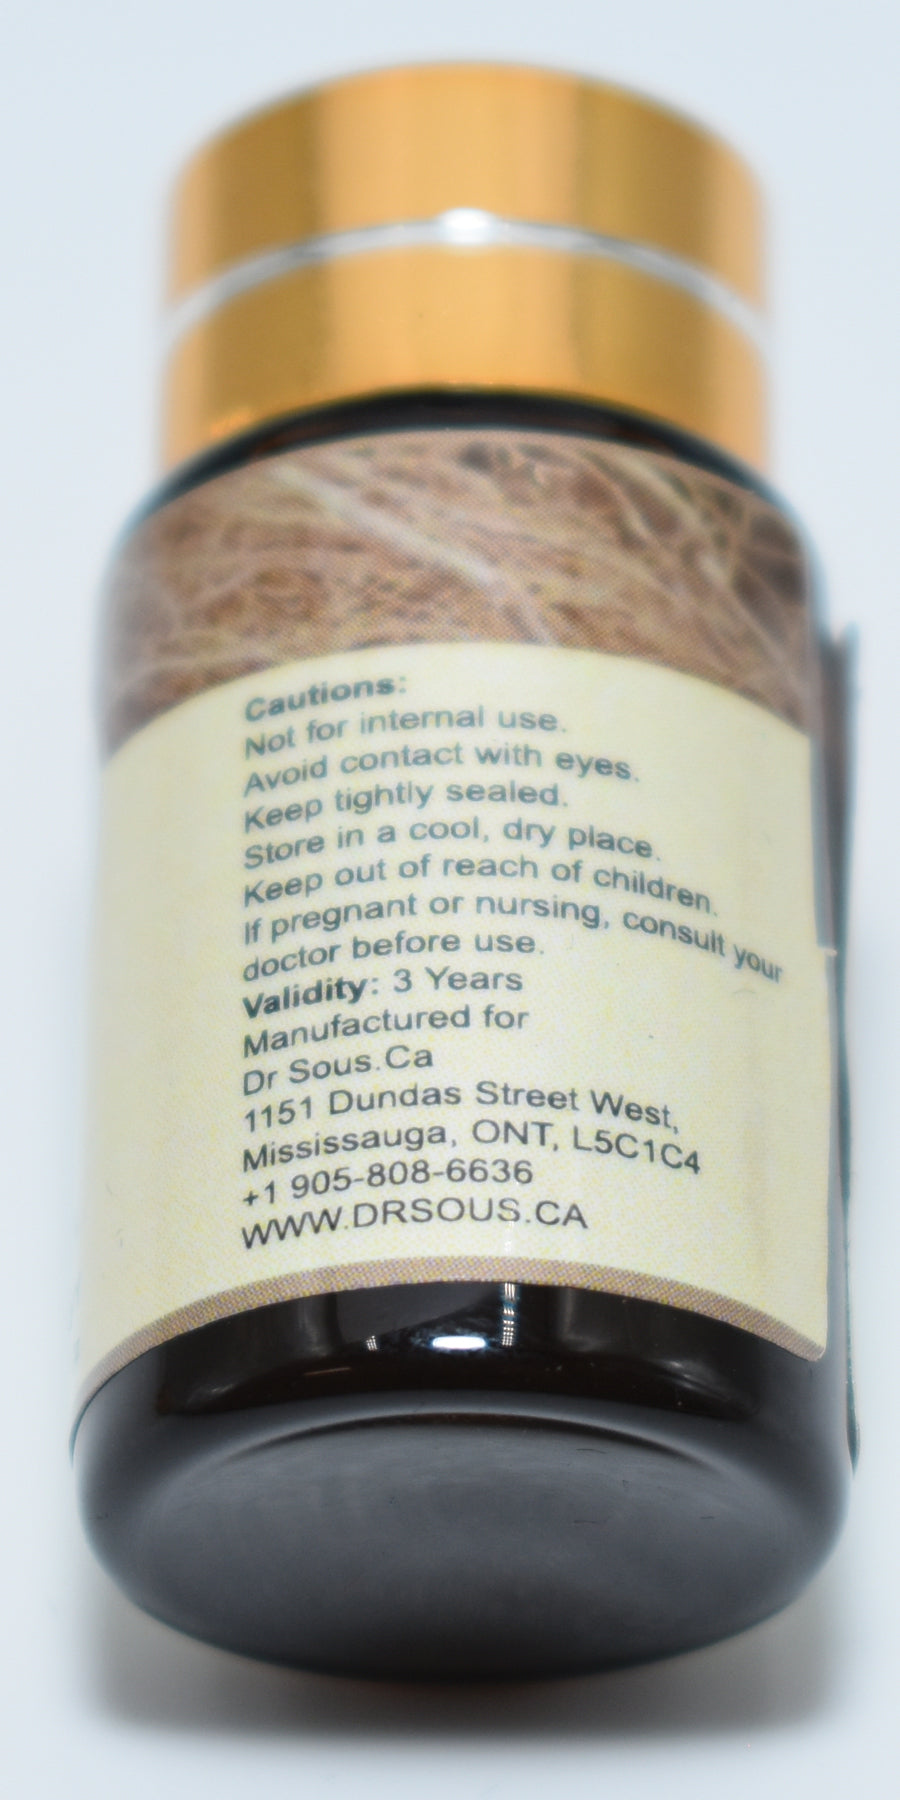 Cautions:
Not for internal use.
Avoid contact with eyes.
Keep tightly sealed.
Store in a cool, dry place.
Keep out of reach of children.
If pregnant or nursing, consult your
doctor before use.
Validity: 3 Years
Manufactured for
Dr Sous.Ca
1151 Dundas Street West,
Mississauga, ONT, L5C1C4
+1 905-808-6636
WWW.DRSOUS.CA